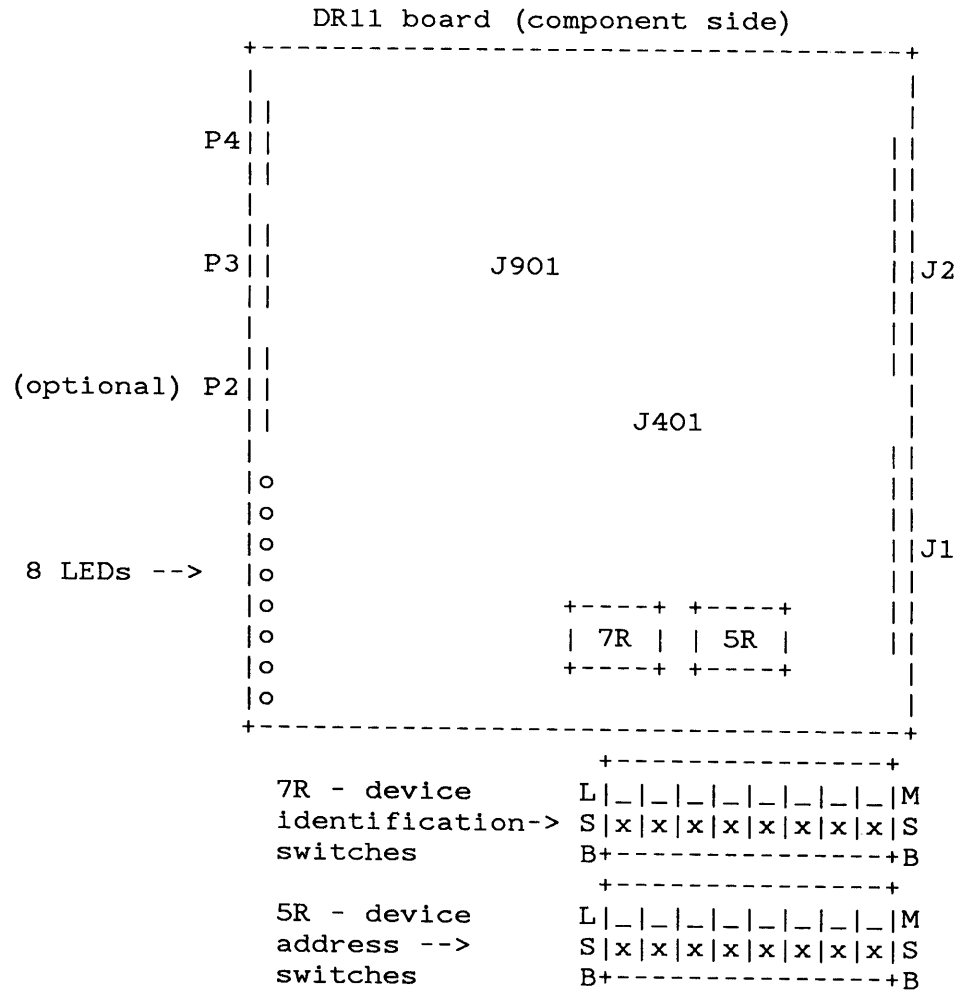 DR11 board (component side)
+-----------------------------------+
P4
P3 J901 J2
(optional) P2
J401
o
o
o J1
8 LEDs --> o
o +-----+ +-----+
o | 7R | | 5R |
o +-----+ +-----+
o
+-----------------------------------+
+---------------+
7R - device L|_|_|_|_|_|_|_|_|M
identification-> S|x|x|x|x|x|x|x|x|S
switches B+---------------+B
+---------------+
5R - device L|_|_|_|_|_|_|_|_|M
address --> S|x|x|x|x|x|x|x|x|S
switches B+---------------+B